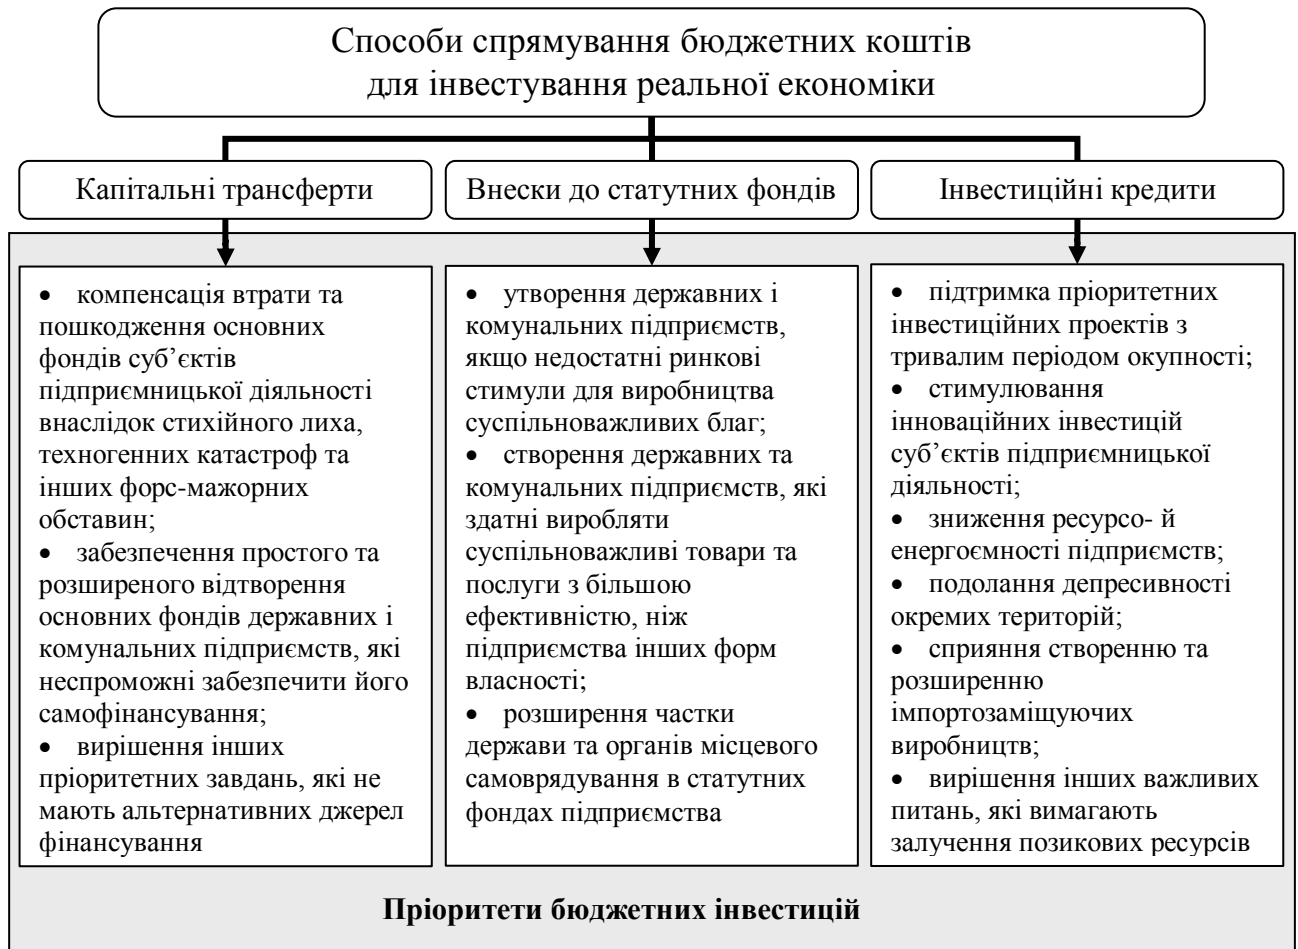 Способи спрямування бюджетних коштів
для інвестування реальної економіки
Капітальні трансферти
Внески до статутних фондів
Інвестиційні кредити
• компенсація втрати та
пошкодження основних
фондів суб’єктів
підприємницької діяльності
внаслідок стихійного лиха,
техногенних катастроф та
інших форс-мажорних
обставин;
• забезпечення простого та
розширеного відтворення
основних фондів державних і
комунальних підприємств, які
неспроможні забезпечити його
самофінансування;
• вирішення інших
пріоритетних завдань, які не
мають альтернативних джерел
фінансування
• утворення державних і
комунальних підприємств,
якщо недостатні ринкові
стимули для виробництва
суспільноважливих благ;
• створення державних та
комунальних підприємств, які
здатні виробляти
суспільноважливі товари та
послуги з більшою
ефективністю, ніж
підприємства інших форм
власності;
• розширення частки
держави та органів місцевого
самоврядування в статутних
фондах підприємства
• підтримка пріоритетних
інвестиційних проектів з
тривалим періодом окупності;
• стимулювання
інноваційних інвестицій
суб’єктів підприємницької
діяльності;
• зниження ресурсо- й
енергоємності підприємств;
• подолання депресивності
окремих територій;
• сприяння створенню та
розширенню
імпортозаміщуючих
виробництв;
• вирішення інших важливих
питань, які вимагають
залучення позикових ресурсів
Пріоритети бюджетних інвестицій